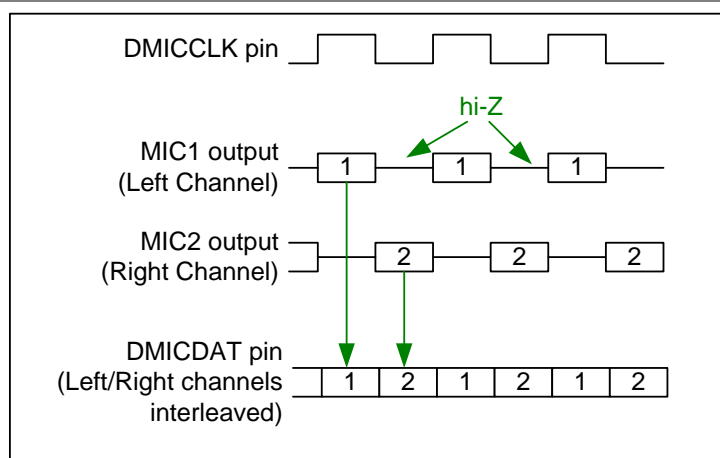 DMICCLK pin
hi-Z
MIC1 output
(Left Channel)
1 1 1
MIC2 output
(Right Channel)
2 2 2
DMICDAT pin
(Left/Right channels
interleaved)
1 2 1 2 1 2